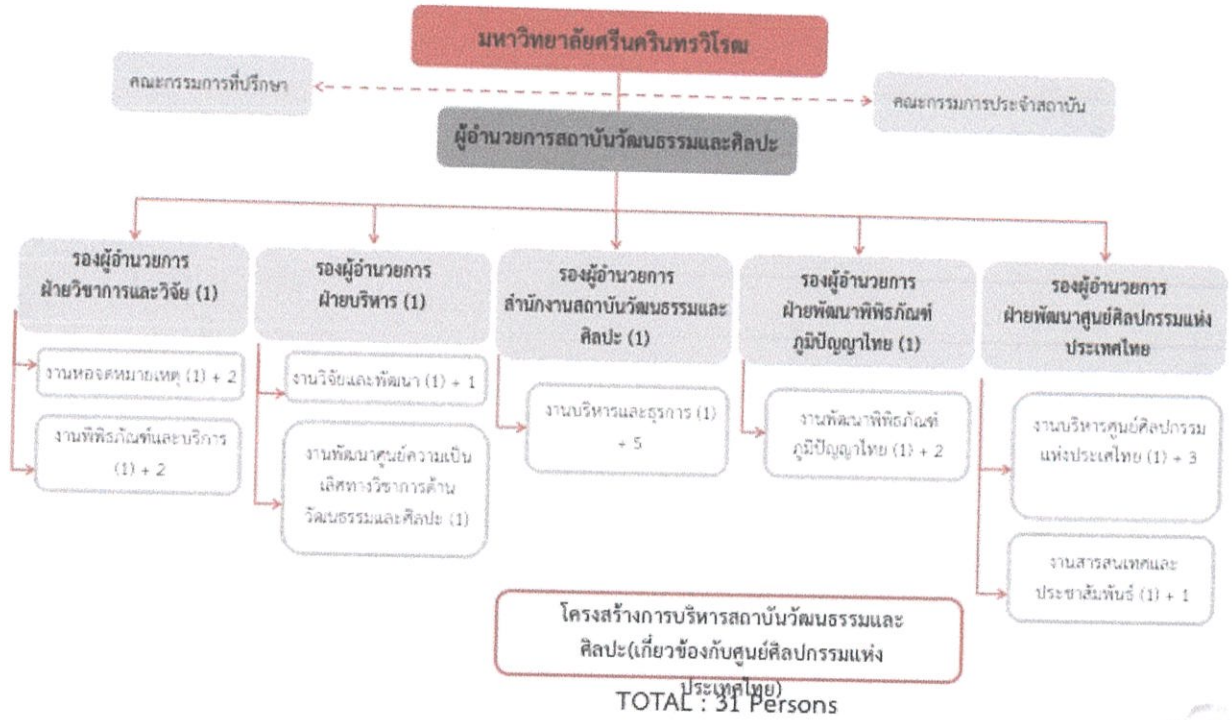 มหาวิทยาลัยศรีนครินทรวิโรฒ
คณะกรรมการที่ปรึกษา
คณะกรรมการประจำสถาบัน
ผู้อำนวยการสถาบันวัฒนธรรมและศิลปะ
รองผู้อำนวยการ
ฝ่ายวิชาการและวิจัย (1)
งานหอจดหมายเหตุ (1) + 2
งานพิพิธภัณฑ์และบริการ
(1) + 2
รองผู้อำนวยการ
ฝ่ายบริหาร (1)
งานวิจัยและพัฒนา (1) + 1
งานพัฒนาศูนย์ความเป็น
เลิศทางวิชาการด้าน
วัฒนธรรมและศิลปะ (1)
รองผู้อำนวยการ
สำนักงานสถาบันวัฒนธรรมและ
ศิลปะ (1)
งานบริหารและธุรการ (1)
+ 5
รองผู้อำนวยการ
ฝ่ายพัฒนาพิพิธภัณฑ์
ภูมิปัญญาไทย (1)
งานพัฒนาพิพิธภัณฑ์
ภูมิปัญญาไทย (1) + 2
รองผู้อำนวยการ
ฝ่ายพัฒนาศูนย์ศิลปกรรมแห่ง
ประเทศไทย
งานบริหารศูนย์ศิลปกรรม
แห่งประเศไทย (1) + 3
งานสารสนเทศและ
ประชาสัมพันธ์ (1) + 1
โครงสร้างการบริหารสถาบันวัฒนธรรมและ
ศิลปะ(เกี่ยวข้องกับศูนย์ศิลปกรรมแห่ง
ประเทศไทย)
TOTAL : 31 Persons